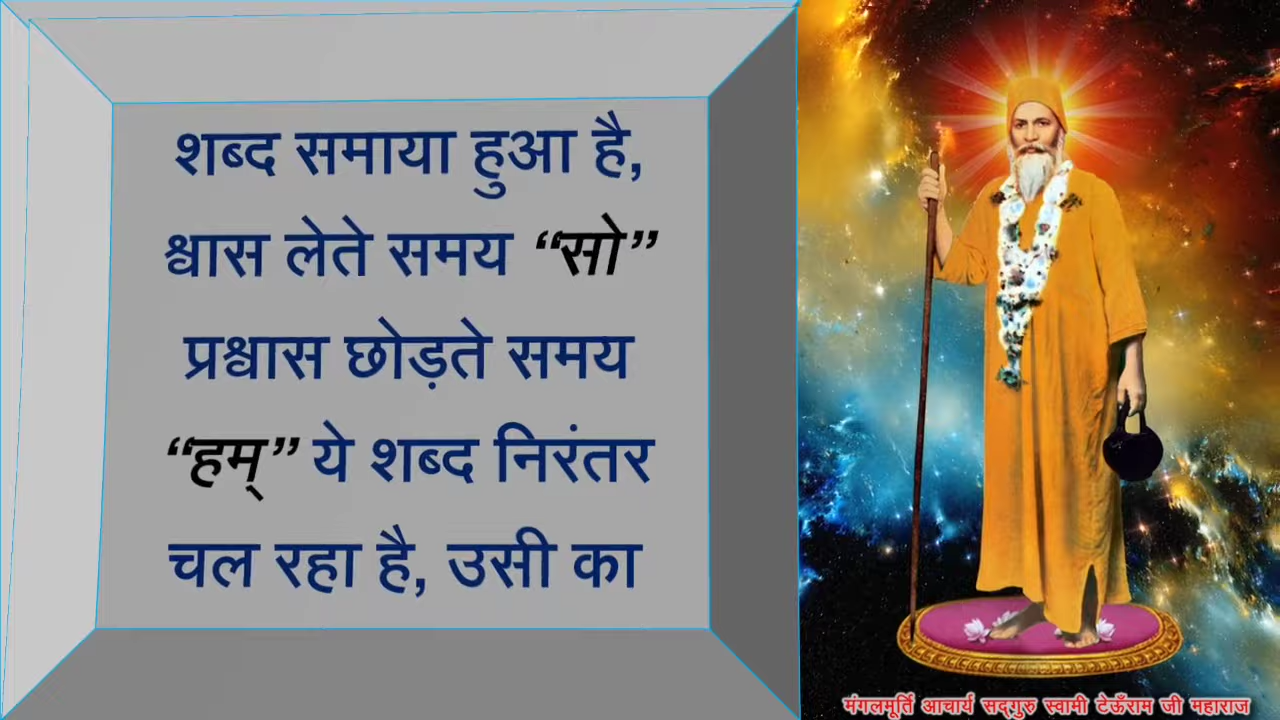 शब्द समाया हुआ है,
श्वास लेते समय “सो”
प्रश्वास छोड़ते समय
“हम्” ये शब्द निरंतर
चल रहा है, उसी का
मंगलमूर्ति आचार्य सद्गुरु स्वामी टेऊँराम जी महाराज